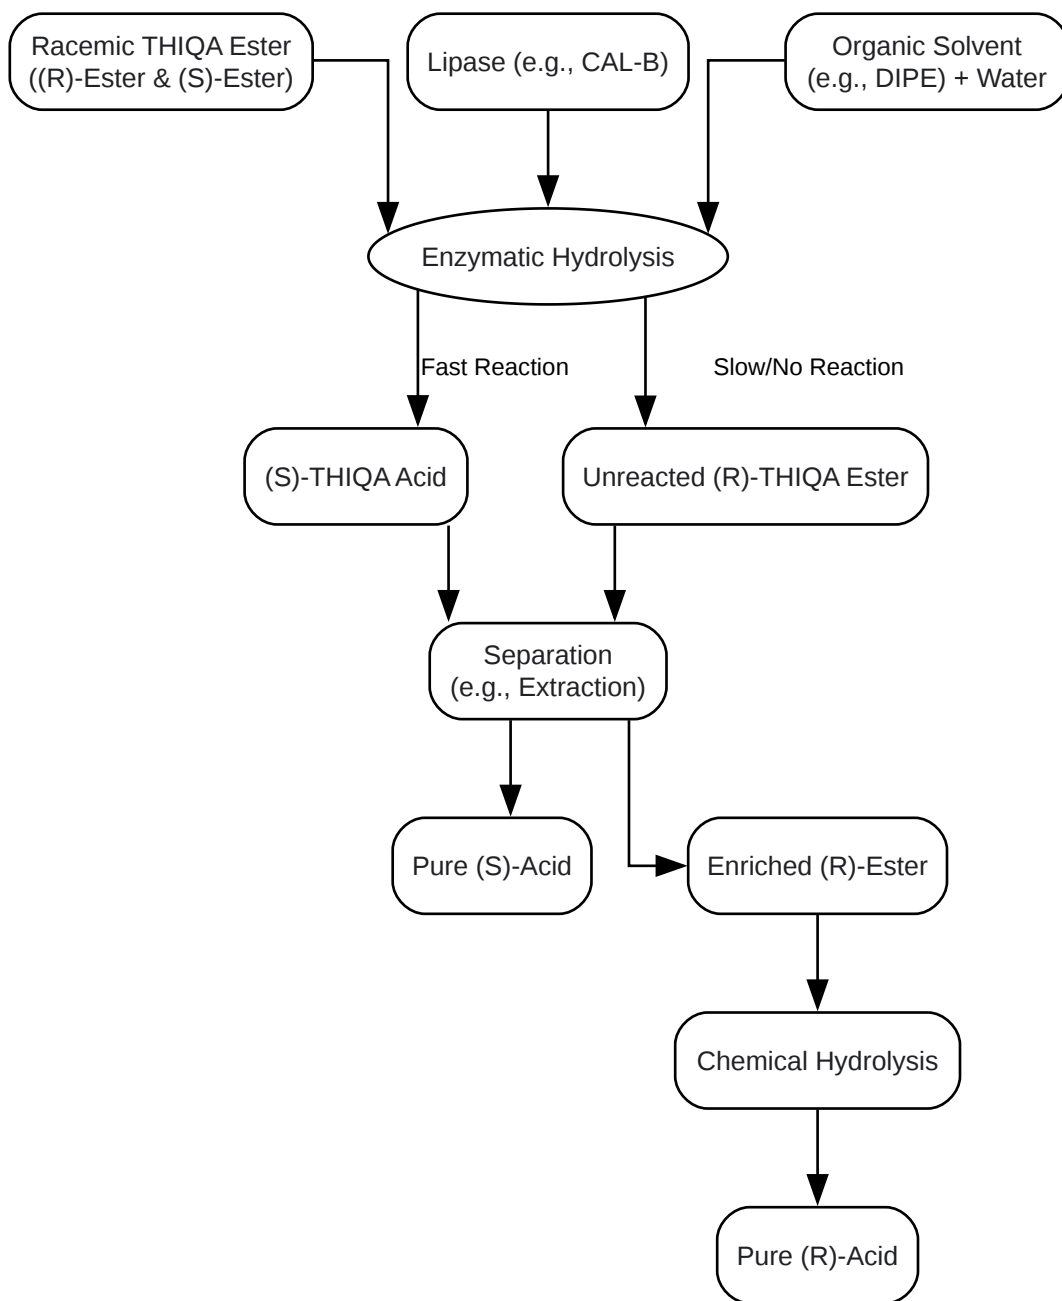 Racemic THIQA Ester
((R)-Ester & (S)-Ester)
Lipase (e.g., CAL-B)
Organic Solvent
(e.g., DIPE) + Water
Enzymatic Hydrolysis
Fast Reaction
Slow/No Reaction
(S)-THIQA Acid
Unreacted (R)-THIQA Ester
Separation
(e.g., Extraction)
Pure (S)-Acid
Enriched (R)-Ester
Chemical Hydrolysis
Pure (R)-Acid